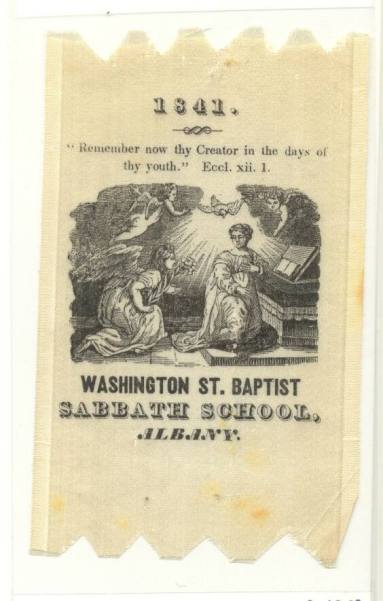 1841.
"Remember now thy Creator in the days of
thy youth." Eccl. xii. 1.
WASHINGTON ST. BAPTIST
SABBATH SCHOOL,
ALBANY.